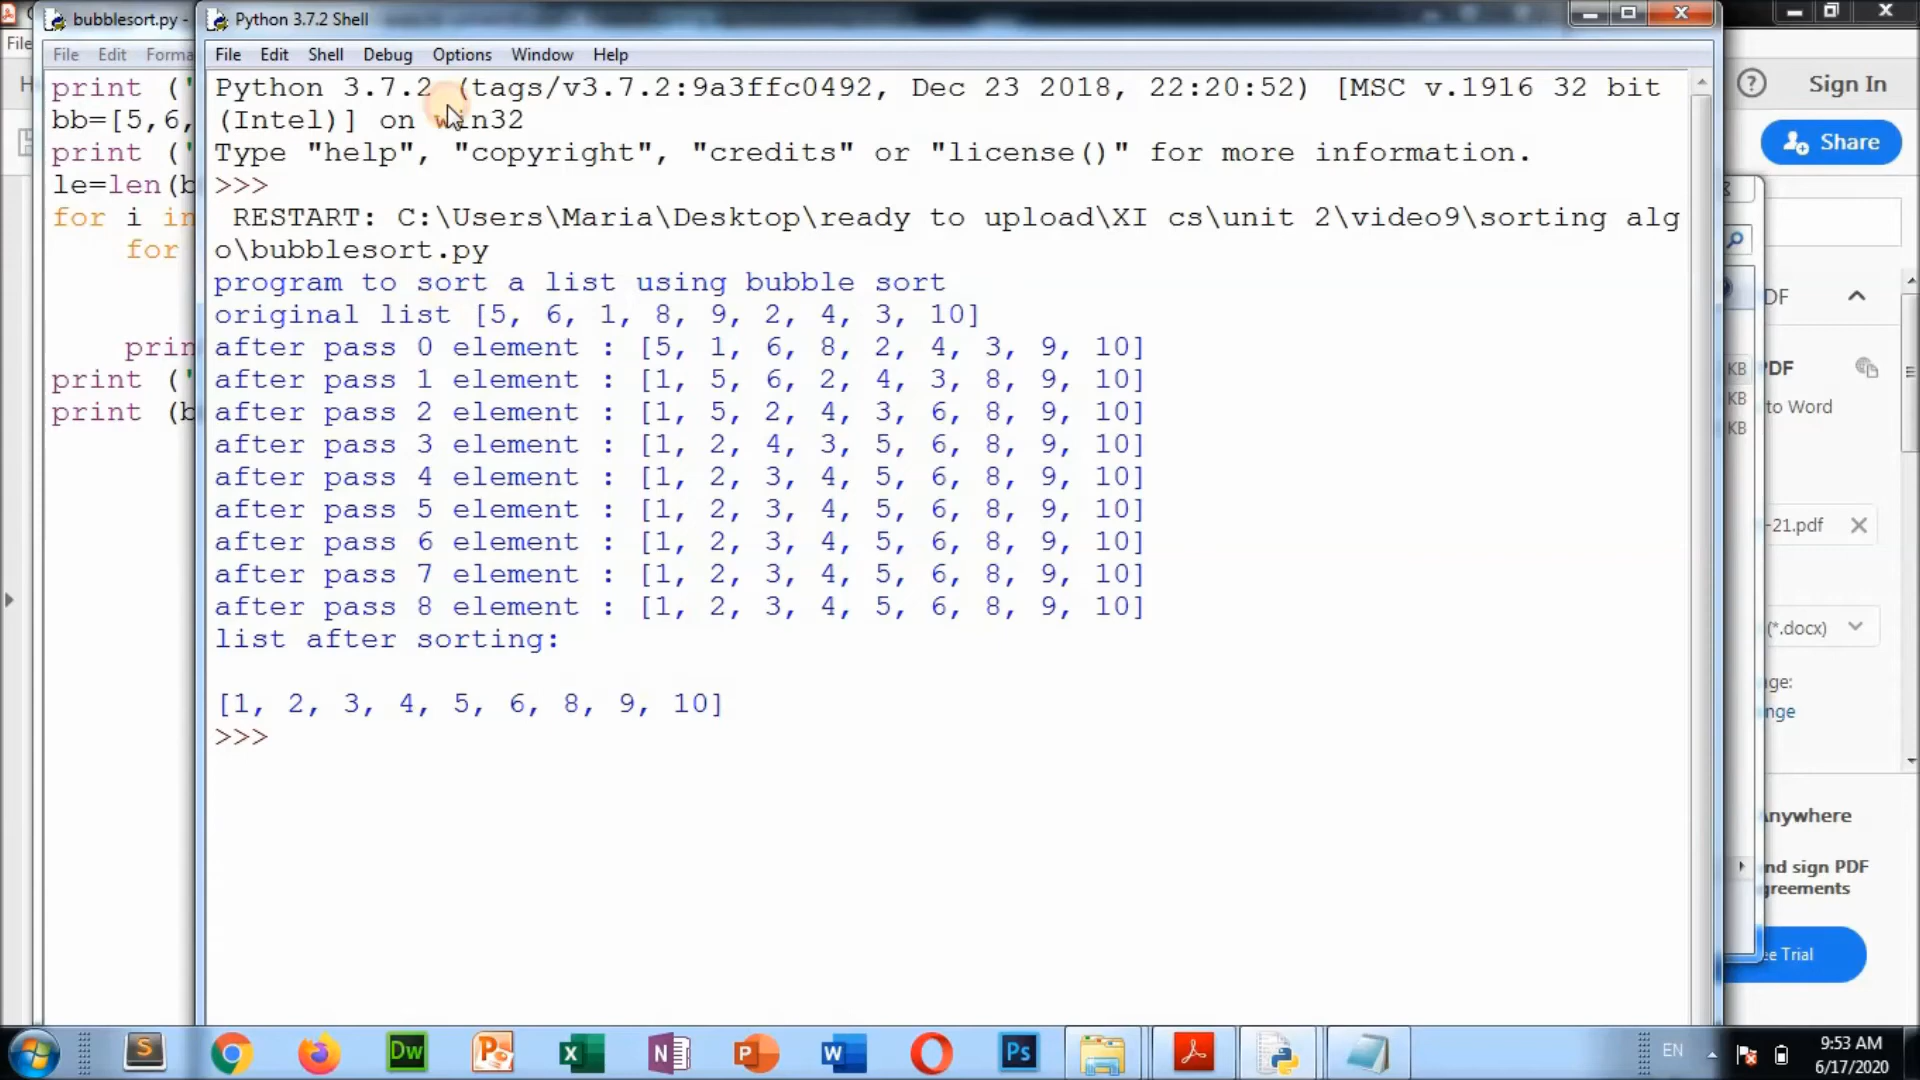 bubblesort.py -
Python 3.7.2 Shell
File
File Edit Forma
File Edit Shell Debug Options Window Help
print ('
bb=[5,6,
print ('
le=len(b
for i in
for
prin
print ('
print (b
Python 3.7.2 (tags/v3.7.2:9a3ffc0492, Dec 23 2018, 22:20:52) [MSC v.1916 32 bit
(Intel)] on win32
Type "help", "copyright", "credits" or "license()" for more information.
>>>
RESTART: C:\Users\Maria\Desktop\ready to upload\XI cs\unit 2\video9\sorting alg
o\bubblesort.py
program to sort a list using bubble sort
original list [5, 6, 1, 8, 9, 2, 4, 3, 10]
after pass 0 element : [5, 1, 6, 8, 2, 4, 3, 9, 10]
after pass 1 element : [1, 5, 6, 2, 4, 3, 8, 9, 10]
after pass 2 element : [1, 5, 2, 4, 3, 6, 8, 9, 10]
after pass 3 element : [1, 2, 4, 3, 5, 6, 8, 9, 10]
after pass 4 element : [1, 2, 3, 4, 5, 6, 8, 9, 10]
after pass 5 element : [1, 2, 3, 4, 5, 6, 8, 9, 10]
after pass 6 element : [1, 2, 3, 4, 5, 6, 8, 9, 10]
after pass 7 element : [1, 2, 3, 4, 5, 6, 8, 9, 10]
after pass 8 element : [1, 2, 3, 4, 5, 6, 8, 9, 10]
list after sorting:
[1, 2, 3, 4, 5, 6, 8, 9, 10]
>>>
Sign In
Share
DF
KB
PDF
KB
to Word
KB
-21.pdf
(*.docx)
ge:
nge
Anywhere
nd sign PDF
greements
ee Trial
S
Dw
P
X
N
P
W
Ps
EN
9:53 AM
6/17/2020